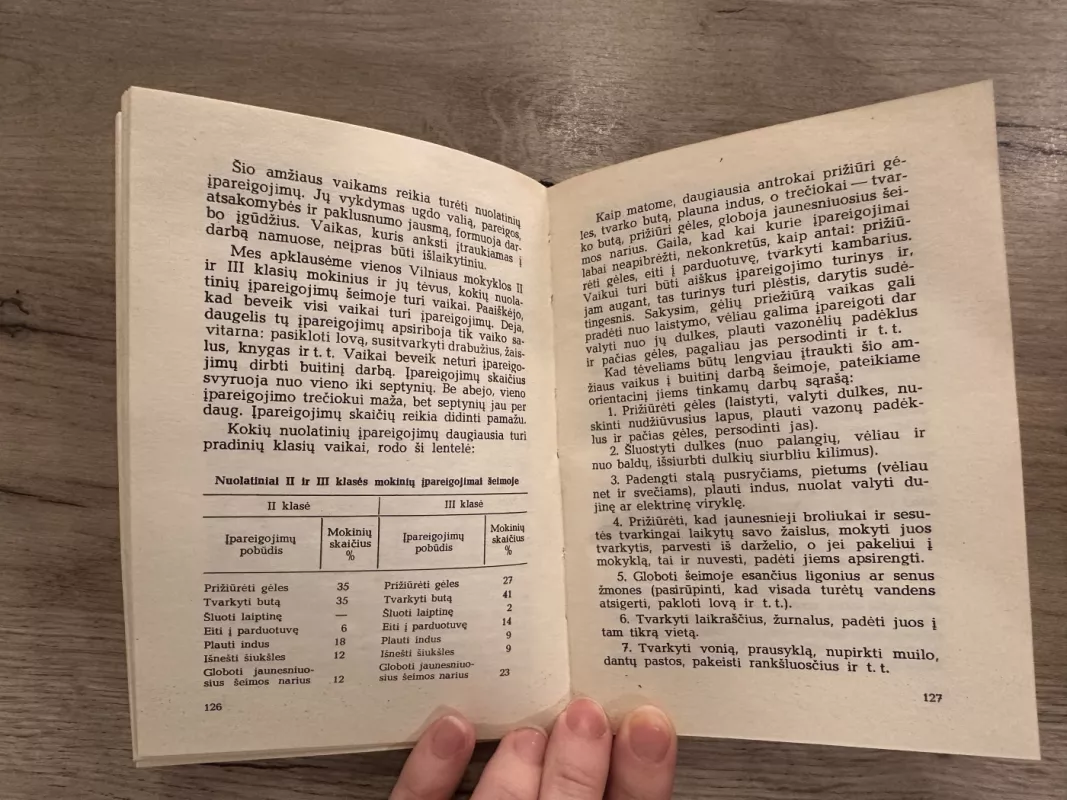 Šio amžiaus vaikams reikia turėti nuolatinių
įpareigojimų. Jų vykdymas ugdo valią, pareigos,
atsakomybės ir paklusnumo jausmą, formuoja dar-
bo įgūdžius. Vaikas, kuris anksti įtraukiamas į
darbą namuose, neįpras būti išlaikytiniu.
Mes apklausėme vienos Vilniaus mokyklos II
ir III klasių mokinius ir jų tėvus, kokių nuola-
tinių įpareigojimų šeimoje turi vaikai. Paaiškėjo,
kad beveik visi vaikai turi įpareigojimų. Deja,
daugelis tų įpareigojimų apsiriboja tik vaiko sa-
vitarna: pasikloti lovą, susitvarkyti drabužius, žais-
lus, knygas ir t. t. Vaikai beveik neturi įpareigo-
jimų dirbti buitinį darbą. Įpareigojimų skaičius
svyruoja nuo vieno iki septynių. Be abejo, vieno
įpareigojimo trečiokui maža, bet septynių jau per
daug. Įpareigojimų skaičių reikia didinti pamažu.
Kokių nuolatinių įpareigojimų daugiausia turi
pradinių klasių vaikai, rodo ši lentelė:
Nuolatiniai II ir III klasės mokinių įpareigojimai šeimoje
II klasė III klasė
Įpareigojimų pobūdis Mokinių skaičius % Įpareigojimų pobūdis Mokinių skaičius %
Prižiūrėti gėles 35 Prižiūrėti gėles 27
Tvarkyti butą 35 Tvarkyti butą 41
Šluoti laiptinę — Šluoti laiptinę 2
Eiti į parduotuvę 6 Eiti į parduotuvę 14
Plauti indus 18 Plauti indus 9
Išnešti šiukšles 12 Išnešti šiukšles 9
Globoti jaunesniuo- Globoti jaunesniuo-
sius šeimos narius 12 sius šeimos narius 23
126
Kaip matome, daugiausia antrokai prižiūri gė-
les, tvarko butą, plauna indus, o trečiokai — tvar-
ko butą, prižiūri gėles, globoja jaunesniuosius šei-
mos narius. Gaila, kad kai kurie įpareigojimai
labai neapibrėžti, nekonkretūs, kaip antai: prižiū-
rėti gėles, eiti į parduotuvę, tvarkyti kambarius.
Vaikui turi būti aiškus įpareigojimo turinys ir,
jam augant, tas turinys turi plėstis, darytis sudė-
tingesnis. Sakysim, gėlių priežiūrą vaikas gali
pradėti nuo laistymo, vėliau galima įpareigoti dar
valyti nuo jų dulkes, plauti vazonėlių padėklus
ir pačias gėles, pagaliau jas persodinti ir t. t.
Kad tėveliams būtų lengviau įtraukti šio am-
žiaus vaikus į buitinį darbą šeimoje, pateikiame
orientacinį jiems tinkamų darbų sąrašą:
1. Prižiūrėti gėles (laistyti, valyti dulkes, nu-
skinti nudžiūvusius lapus, plauti vazonų padėk-
lus ir pačias gėles, persodinti jas).
2. Šluostyti dulkes (nuo palangių, vėliau ir
nuo baldų, išsiurbti dulkių siurbliu kilimus).
3. Padengti stalą pusryčiams, pietums (vėliau
net ir svečiams), plauti indus, nuolat valyti du-
jinę ar elektrinę viryklę.
4. Prižiūrėti, kad jaunesnieji broliukai ir sesu-
tės tvarkingai laikytų savo žaislus, mokyti juos
tvarkytis, parvesti iš darželio, o jei pakeliui į
mokyklą, tai ir nuvesti, padėti jiems apsirengti.
5. Globoti šeimoje esančius ligonius ar senus
žmones (pasirūpinti, kad visada turėtų vandens
atsigerti, pakloti lovą ir t. t.).
6. Tvarkyti laikraščius, žurnalus, padėti juos į
tam tikrą vietą.
7. Tvarkyti vonią, prausyklą, nupirkti muilo,
dantų pastos, pakeisti rankšluosčius ir t. t.
127